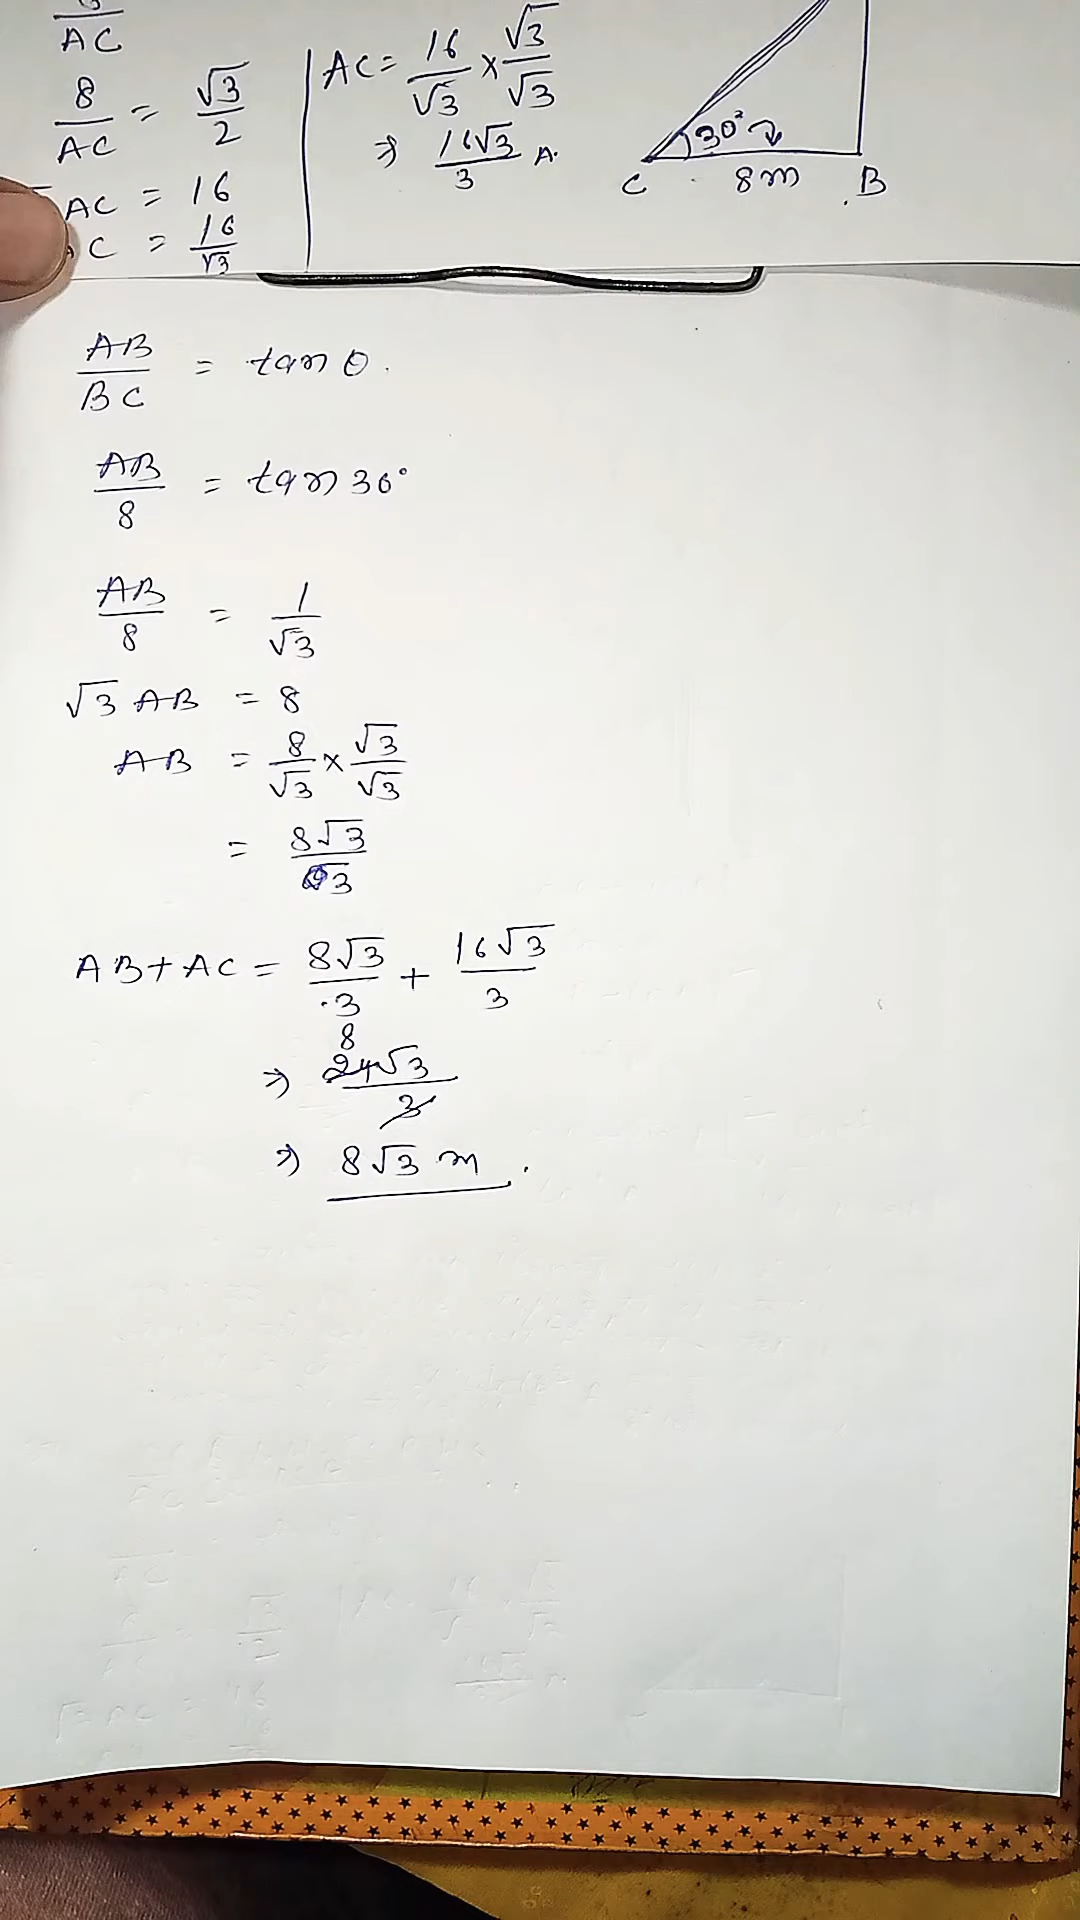 AC
8/AC = √3/2
AC = 16
C = 16/√3
AC = 16/√3 × √3/√3
⇒ 16√3/3 A.
30°
C 8m B
AB/BC = tan θ.
AB/8 = tan 30°
AB/8 = 1/√3
√3 AB = 8
AB = 8/√3 × √3/√3
= 8√3/3
AB + AC = 8√3/3 + 16√3/3
8
⇒ 24√3/3
⇒ 8√3 m.